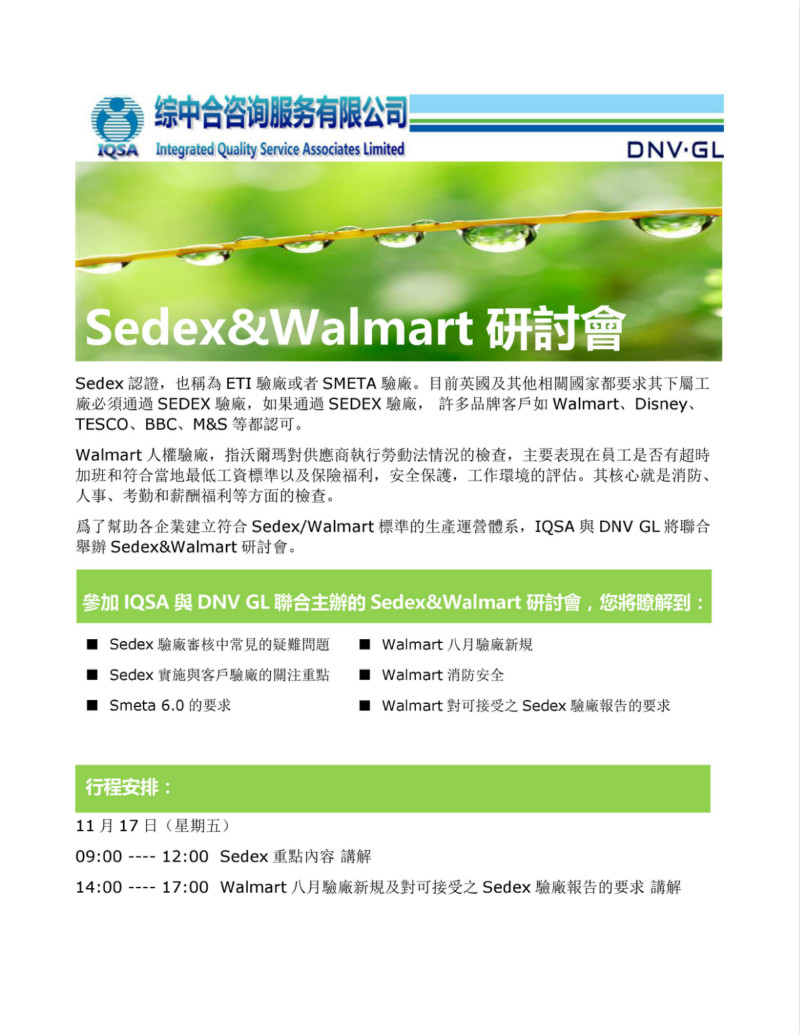 综中合咨询服务有限公司
IQSA
Integrated Quality Service Associates Limited
DNV·GL
Sedex&Walmart 研討會
Sedex 認證，也稱為 ETI 驗廠或者 SMETA 驗廠。目前英國及其他相關國家都要求其下屬工
廠必須通過 SEDEX 驗廠，如果通過 SEDEX 驗廠， 許多品牌客戶如 Walmart、Disney、
TESCO、BBC、M&S 等都認可。
Walmart 人權驗廠，指沃爾瑪對供應商執行勞動法情況的檢查，主要表現在員工是否有超時
加班和符合當地最低工資標準以及保險福利，安全保護，工作環境的評估。其核心就是消防、
人事、考勤和薪酬福利等方面的檢查。
爲了幫助各企業建立符合 Sedex/Walmart 標準的生產運營體系，IQSA 與 DNV GL 將聯合
舉辦 Sedex&Walmart 研討會。
參加 IQSA 與 DNV GL 聯合主辦的 Sedex&Walmart 研討會，您將瞭解到：
■ Sedex 驗廠審核中常見的疑難問題
■ Sedex 實施與客戶驗廠的關注重點
■ Smeta 6.0 的要求
■ Walmart 八月驗廠新規
■ Walmart 消防安全
■ Walmart 對可接受之 Sedex 驗廠報告的要求
行程安排：
11 月 17 日（星期五）
09:00 ---- 12:00 Sedex 重點內容 講解
14:00 ---- 17:00 Walmart 八月驗廠新規及對可接受之 Sedex 驗廠報告的要求 講解